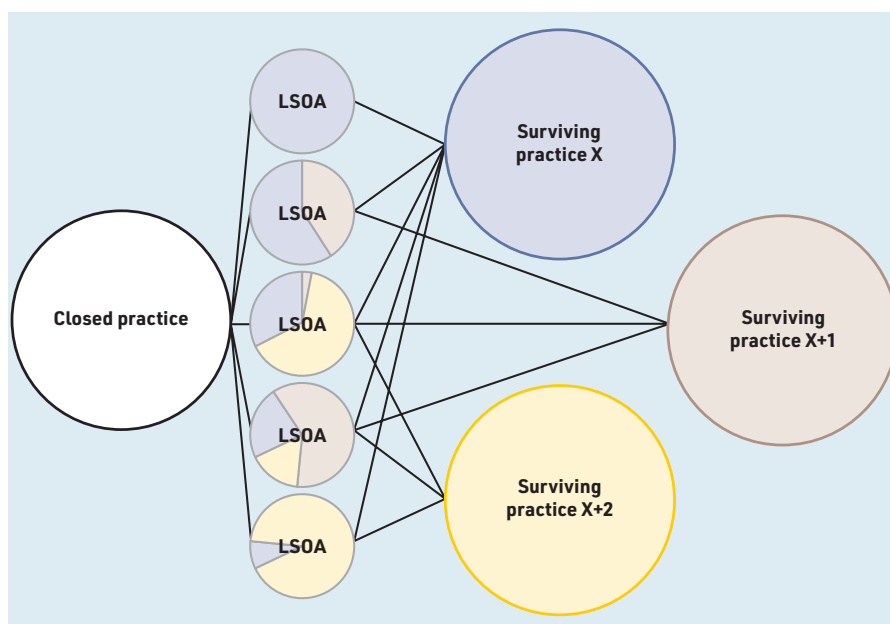 LSOA
Surviving
practice X
LSOA
Closed practice
LSOA
Surviving
practice X+1
LSOA
Surviving
practice X+2
LSOA